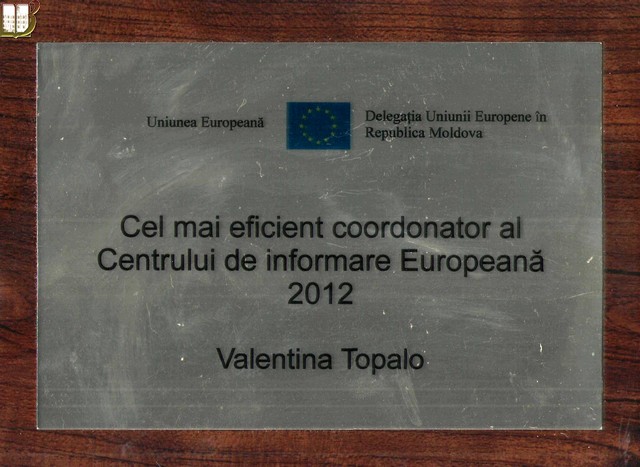 Uniunea Europeană
Delegația Uniunii Europene în
Republica Moldova
Cel mai eficient coordonator al
Centrului de informare Europeană
2012
Valentina Topalo